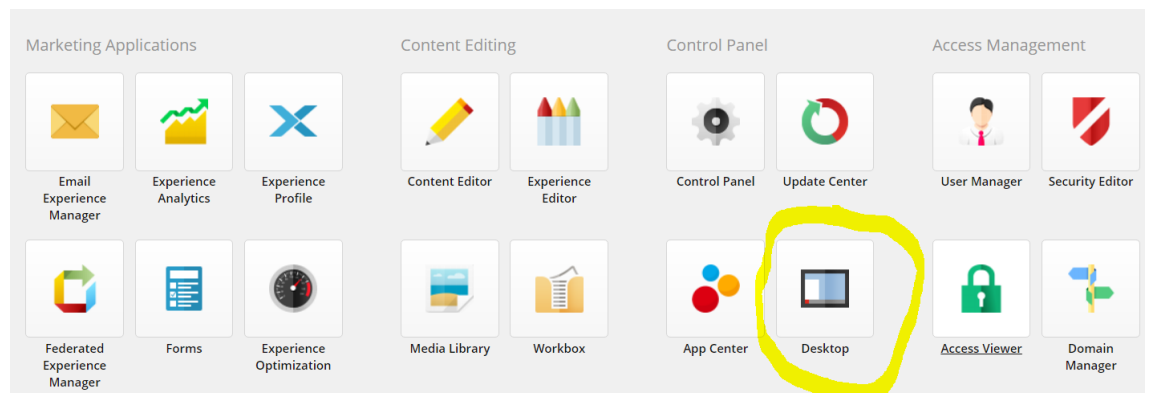 Marketing Applications
Content Editing
Control Panel
Access Management
Email
Experience
Manager
Experience
Analytics
Experience
Profile
Content Editor
Experience
Editor
Control Panel
Update Center
User Manager
Security Editor
Federated
Experience
Manager
Forms
Experience
Optimization
Media Library
Workbox
App Center
Desktop
Access Viewer
Domain
Manager